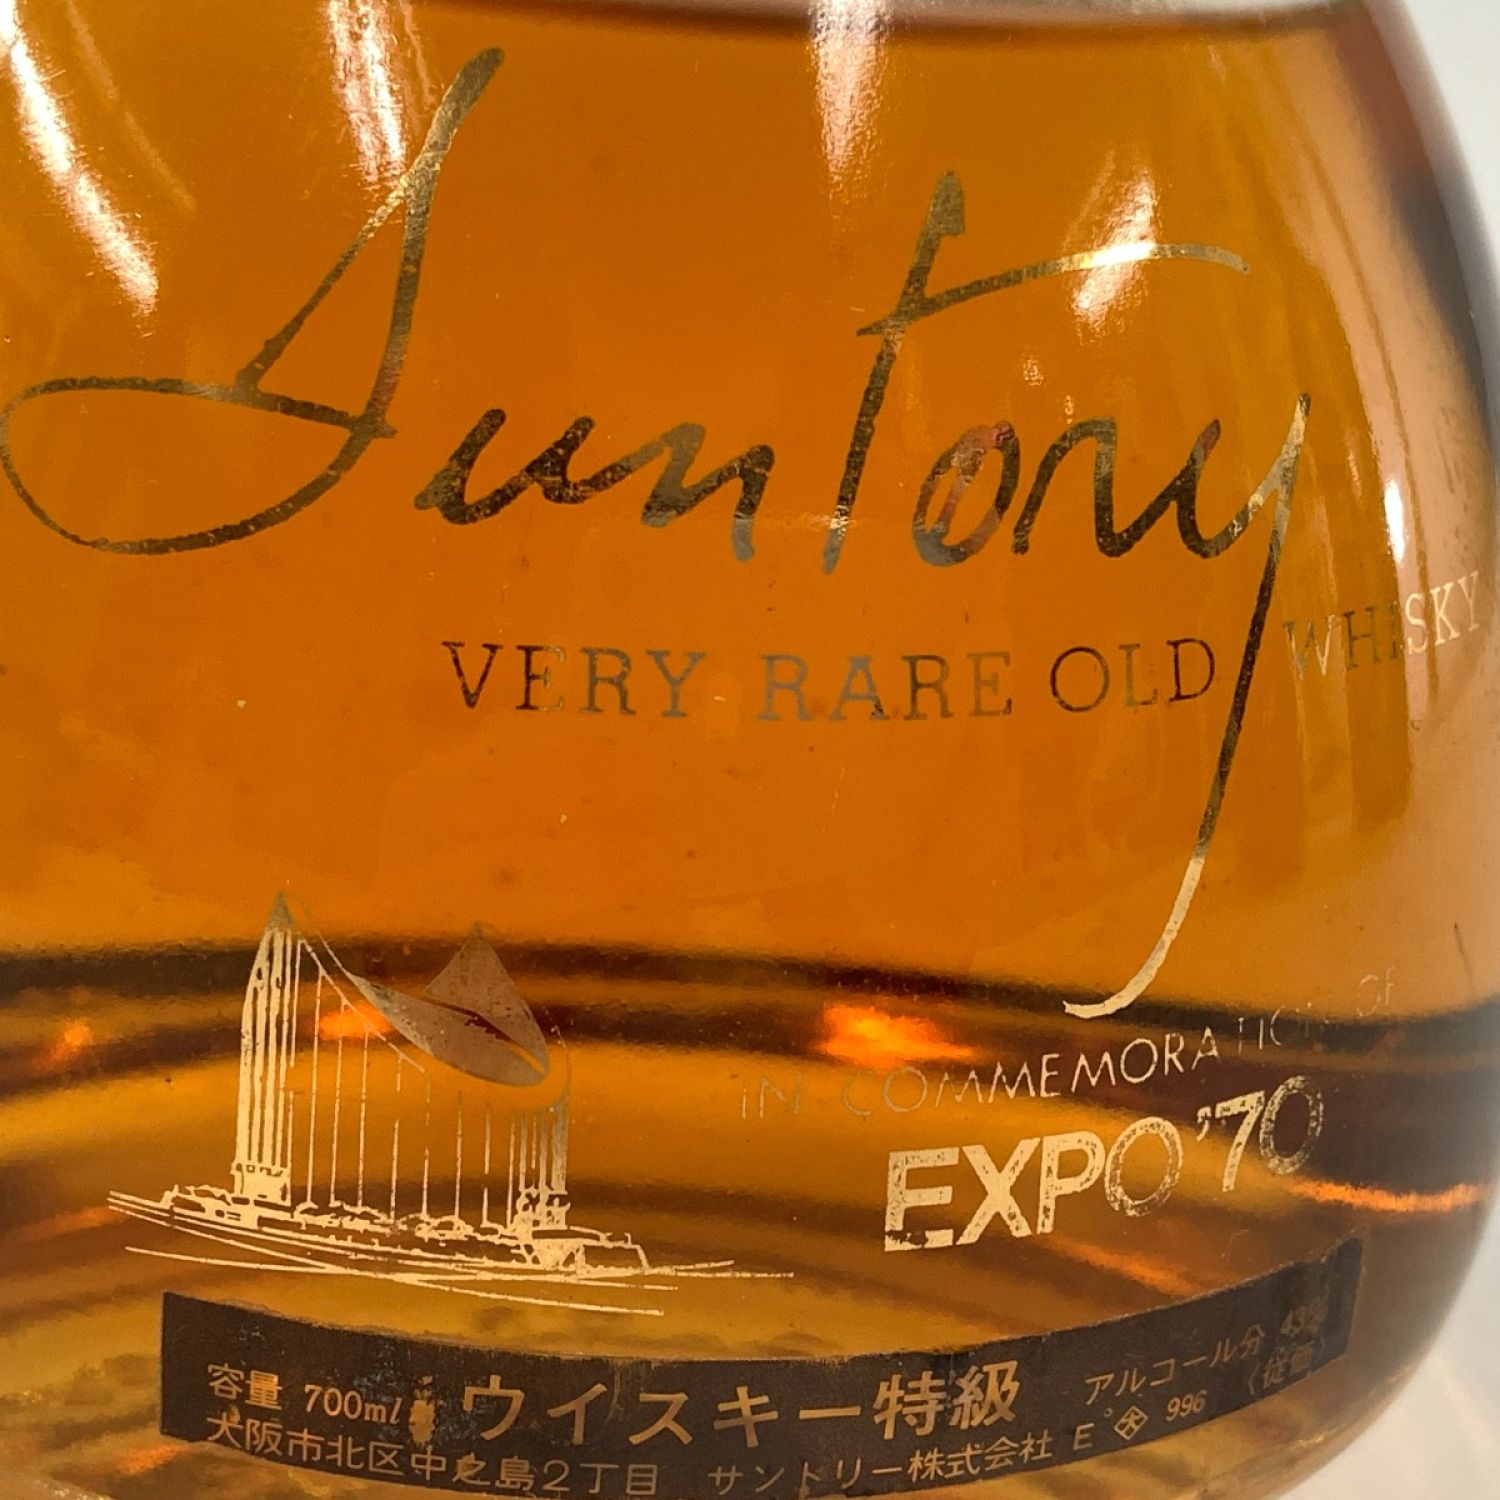 Suntory
VERY RARE OLD WHISKY
IN COMMEMORATION OF
EXPO'70
容量 700ml ウイスキー特級 アルコール分 43%
大阪市北区中之島2丁目 サントリー株式会社 E 996 (従価)